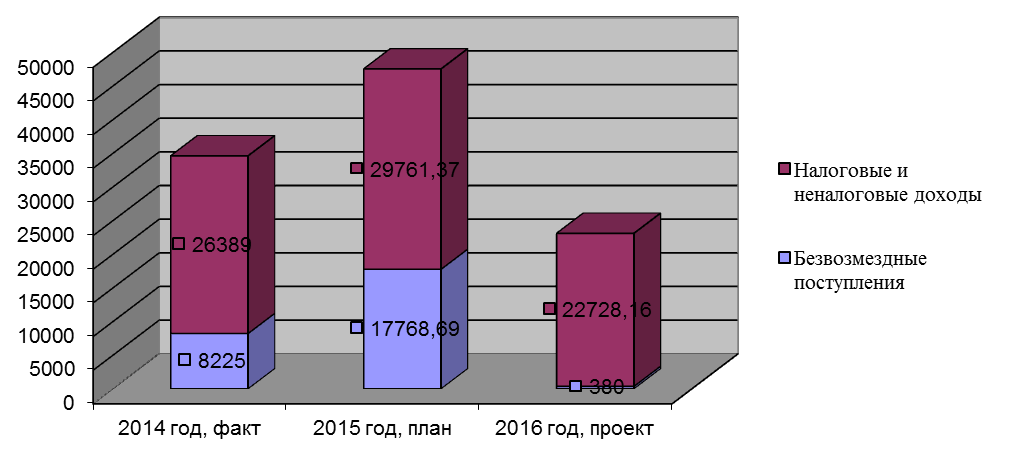 50000
45000
40000
35000
30000
25000
20000
15000
10000
5000
0
26389
8225
29761,37
17768,69
22728,16
380
2014 год, факт
2015 год, план
2016 год, проект
Налоговые и
неналоговые доходы
Безвозмездные
поступления